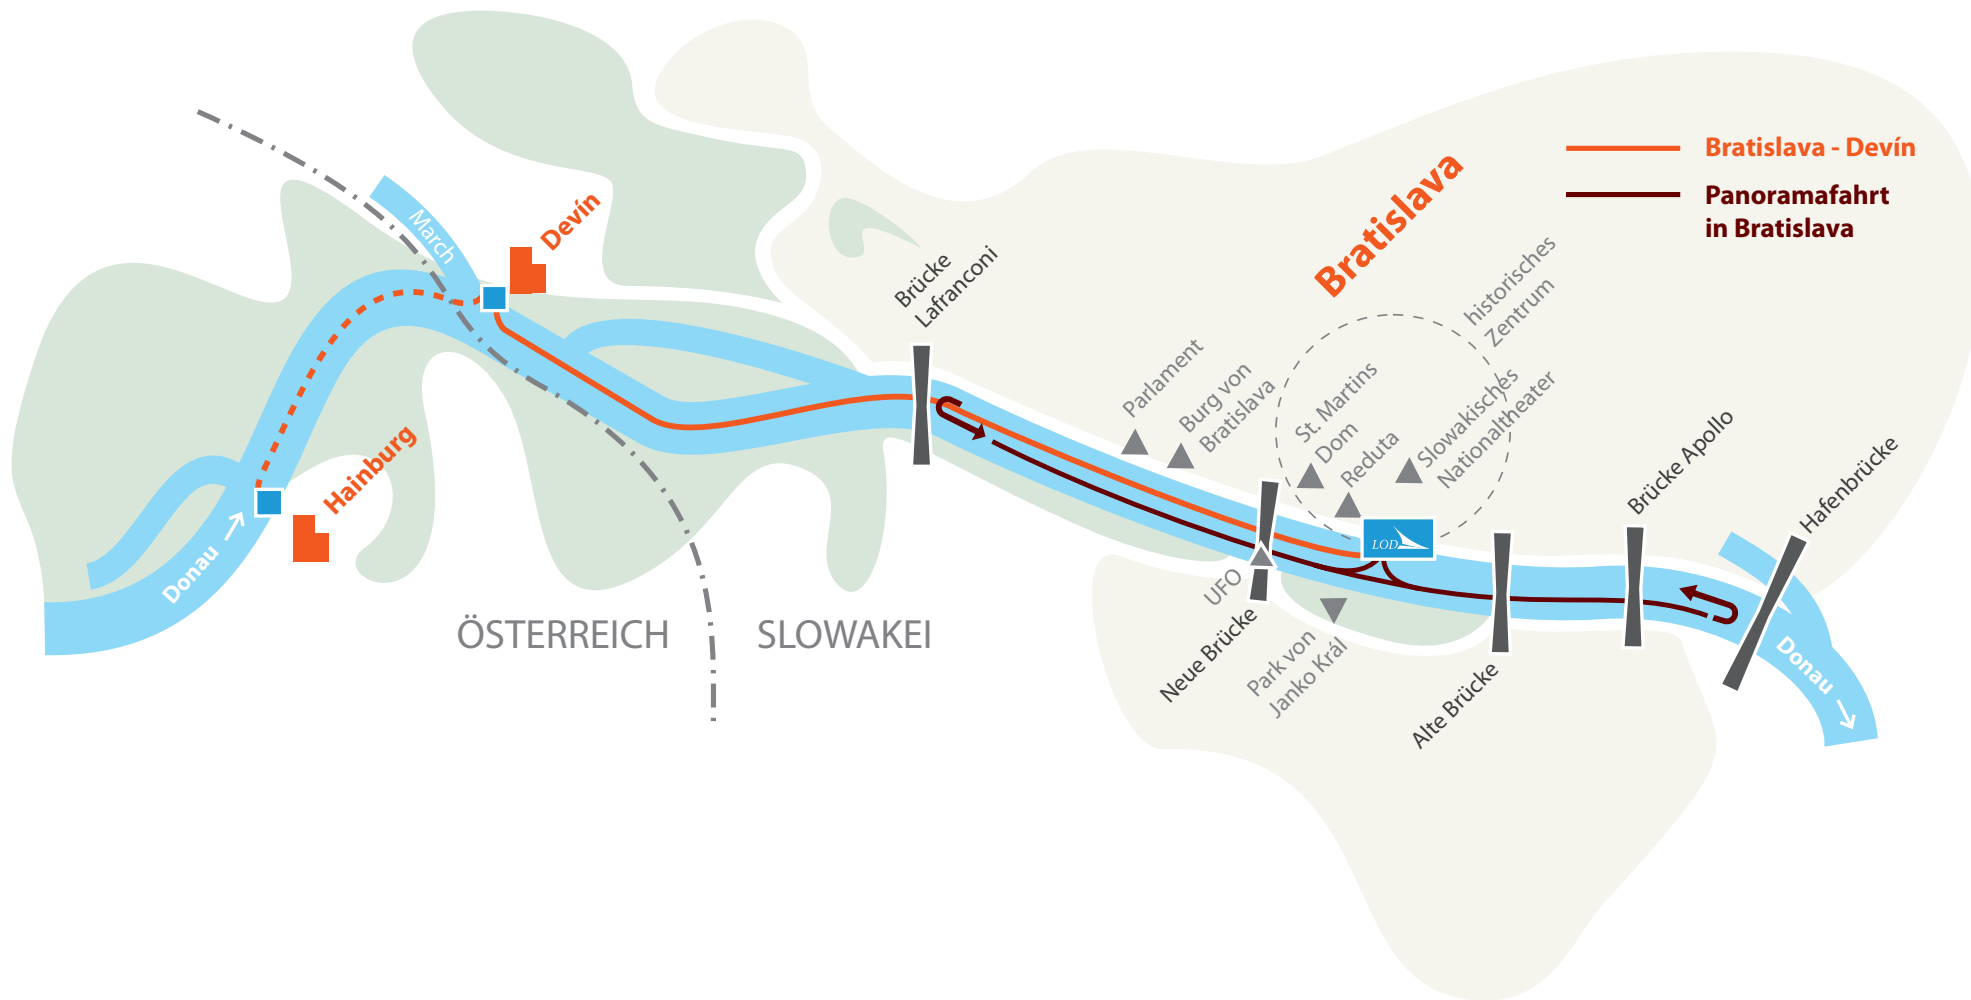 Bratislava - Devín
Panoramafahrt
in Bratislava
Bratislava
March
Devín
Hainburg
Donau
ÖSTERREICH
SLOWAKEI
Brücke
Lafranconi
Parlament
Burg von
Bratislava
historisches
Zentrum
St. Martins
Dom
Reduta
Slowakisches
Nationaltheater
LOD
UFO
Neue Brücke
Park von
Janko Král
Alte Brücke
Brücke Apollo
Hafenbrücke
Donau